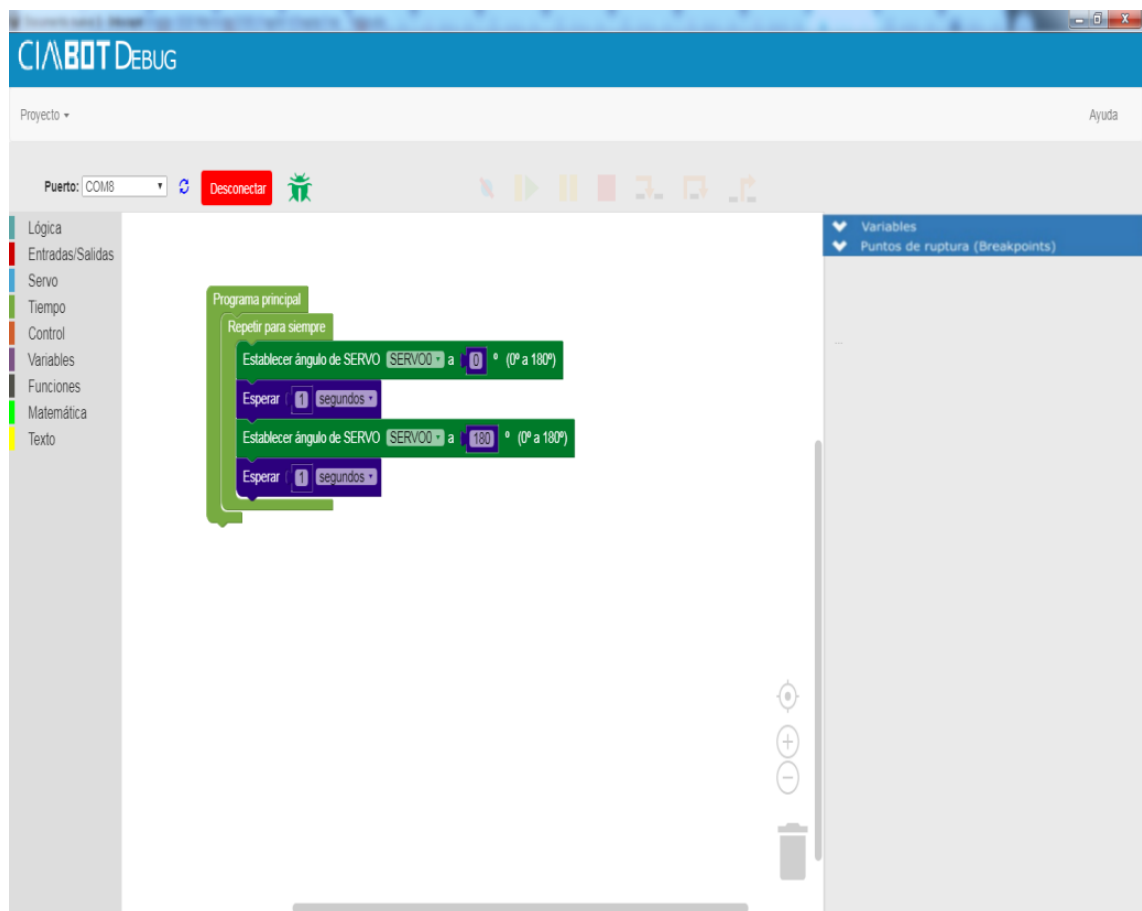 CIMBOT DEBUG
Proyecto
Ayuda
Puerto: COM8
Desconectar
Lógica
Entradas/Salidas
Servo
Tiempo
Control
Variables
Funciones
Matemática
Texto
Programa principal
Repetir para siempre
Establecer ángulo de SERVO SERVO0 a 0 º (0º a 180º)
Esperar 1 segundos
Establecer ángulo de SERVO SERVO0 a 180 º (0º a 180º)
Esperar 1 segundos
Variables
Puntos de ruptura (Breakpoints)